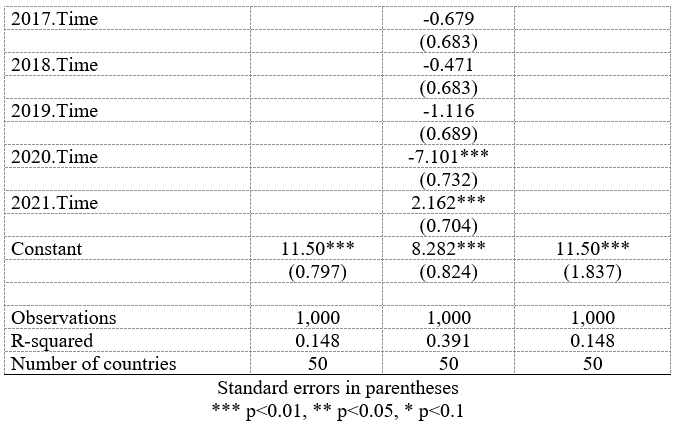 2017.Time -0.679
(0.683)
2018.Time -0.471
(0.683)
2019.Time -1.116
(0.689)
2020.Time -7.101***
(0.732)
2021.Time 2.162***
(0.704)
Constant 11.50*** 8.282*** 11.50***
(0.797) (0.824) (1.837)
Observations 1,000 1,000 1,000
R-squared 0.148 0.391 0.148
Number of countries 50 50 50
Standard errors in parentheses
*** p<0.01, ** p<0.05, * p<0.1